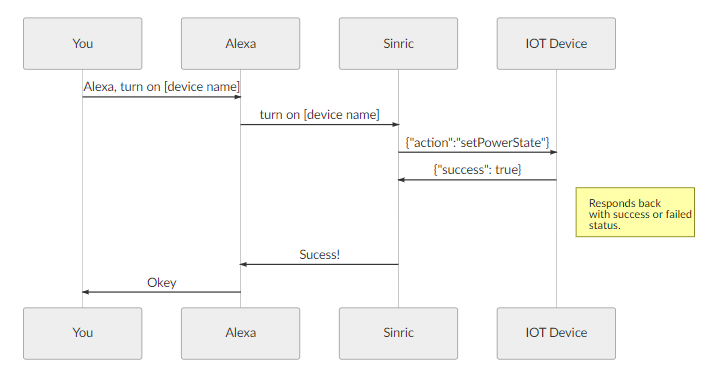 You
Alexa
Sinric
IOT Device
Alexa, turn on [device name]
turn on [device name]
{"action":"setPowerState"}
{"success": true}
Responds back
with success or failed
status.
Sucess!
Okey
You
Alexa
Sinric
IOT Device